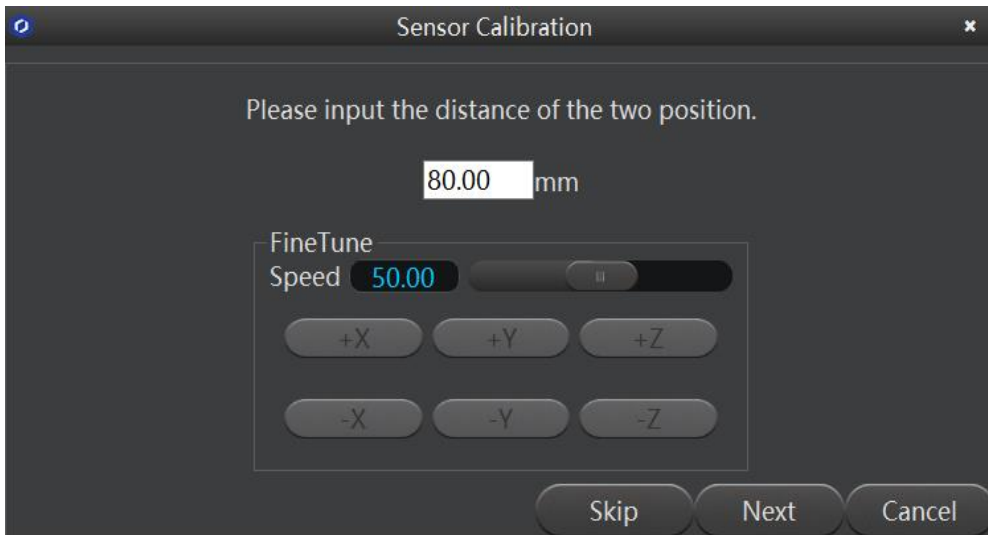 Sensor Calibration
Please input the distance of the two position.
80.00 mm
FineTune
Speed 50.00
+X +Y +Z
-X -Y -Z
Skip Next Cancel